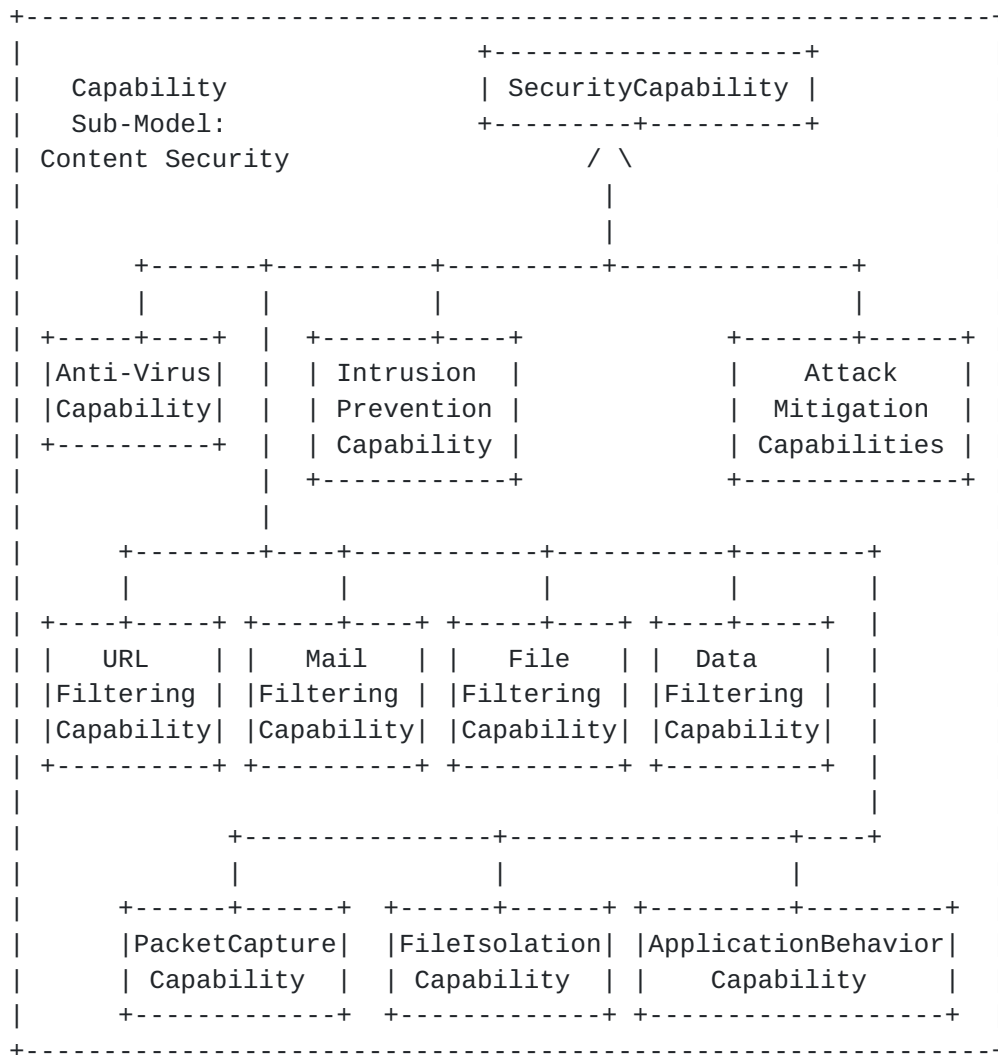 Capability
SecurityCapability
Sub-Model:
Content Security
Anti-Virus
Capability
Intrusion
Prevention
Capability
Attack
Mitigation
Capabilities
URL
Filtering
Capability
Mail
Filtering
Capability
File
Filtering
Capability
Data
Filtering
Capability
PacketCapture
Capability
FileIsolation
Capability
ApplicationBehavior
Capability